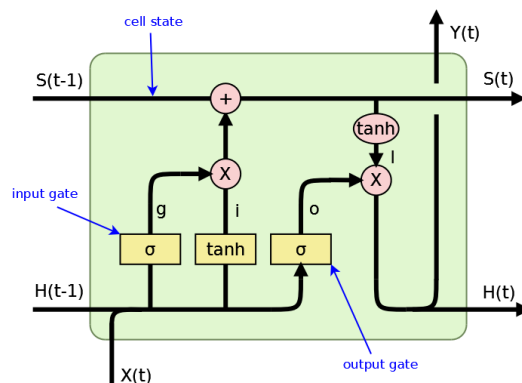 cell state
Y(t)
S(t-1)
S(t)
+
tanh
l
X
X
input gate
g
i
o
σ
tanh
σ
H(t-1)
H(t)
X(t)
output gate